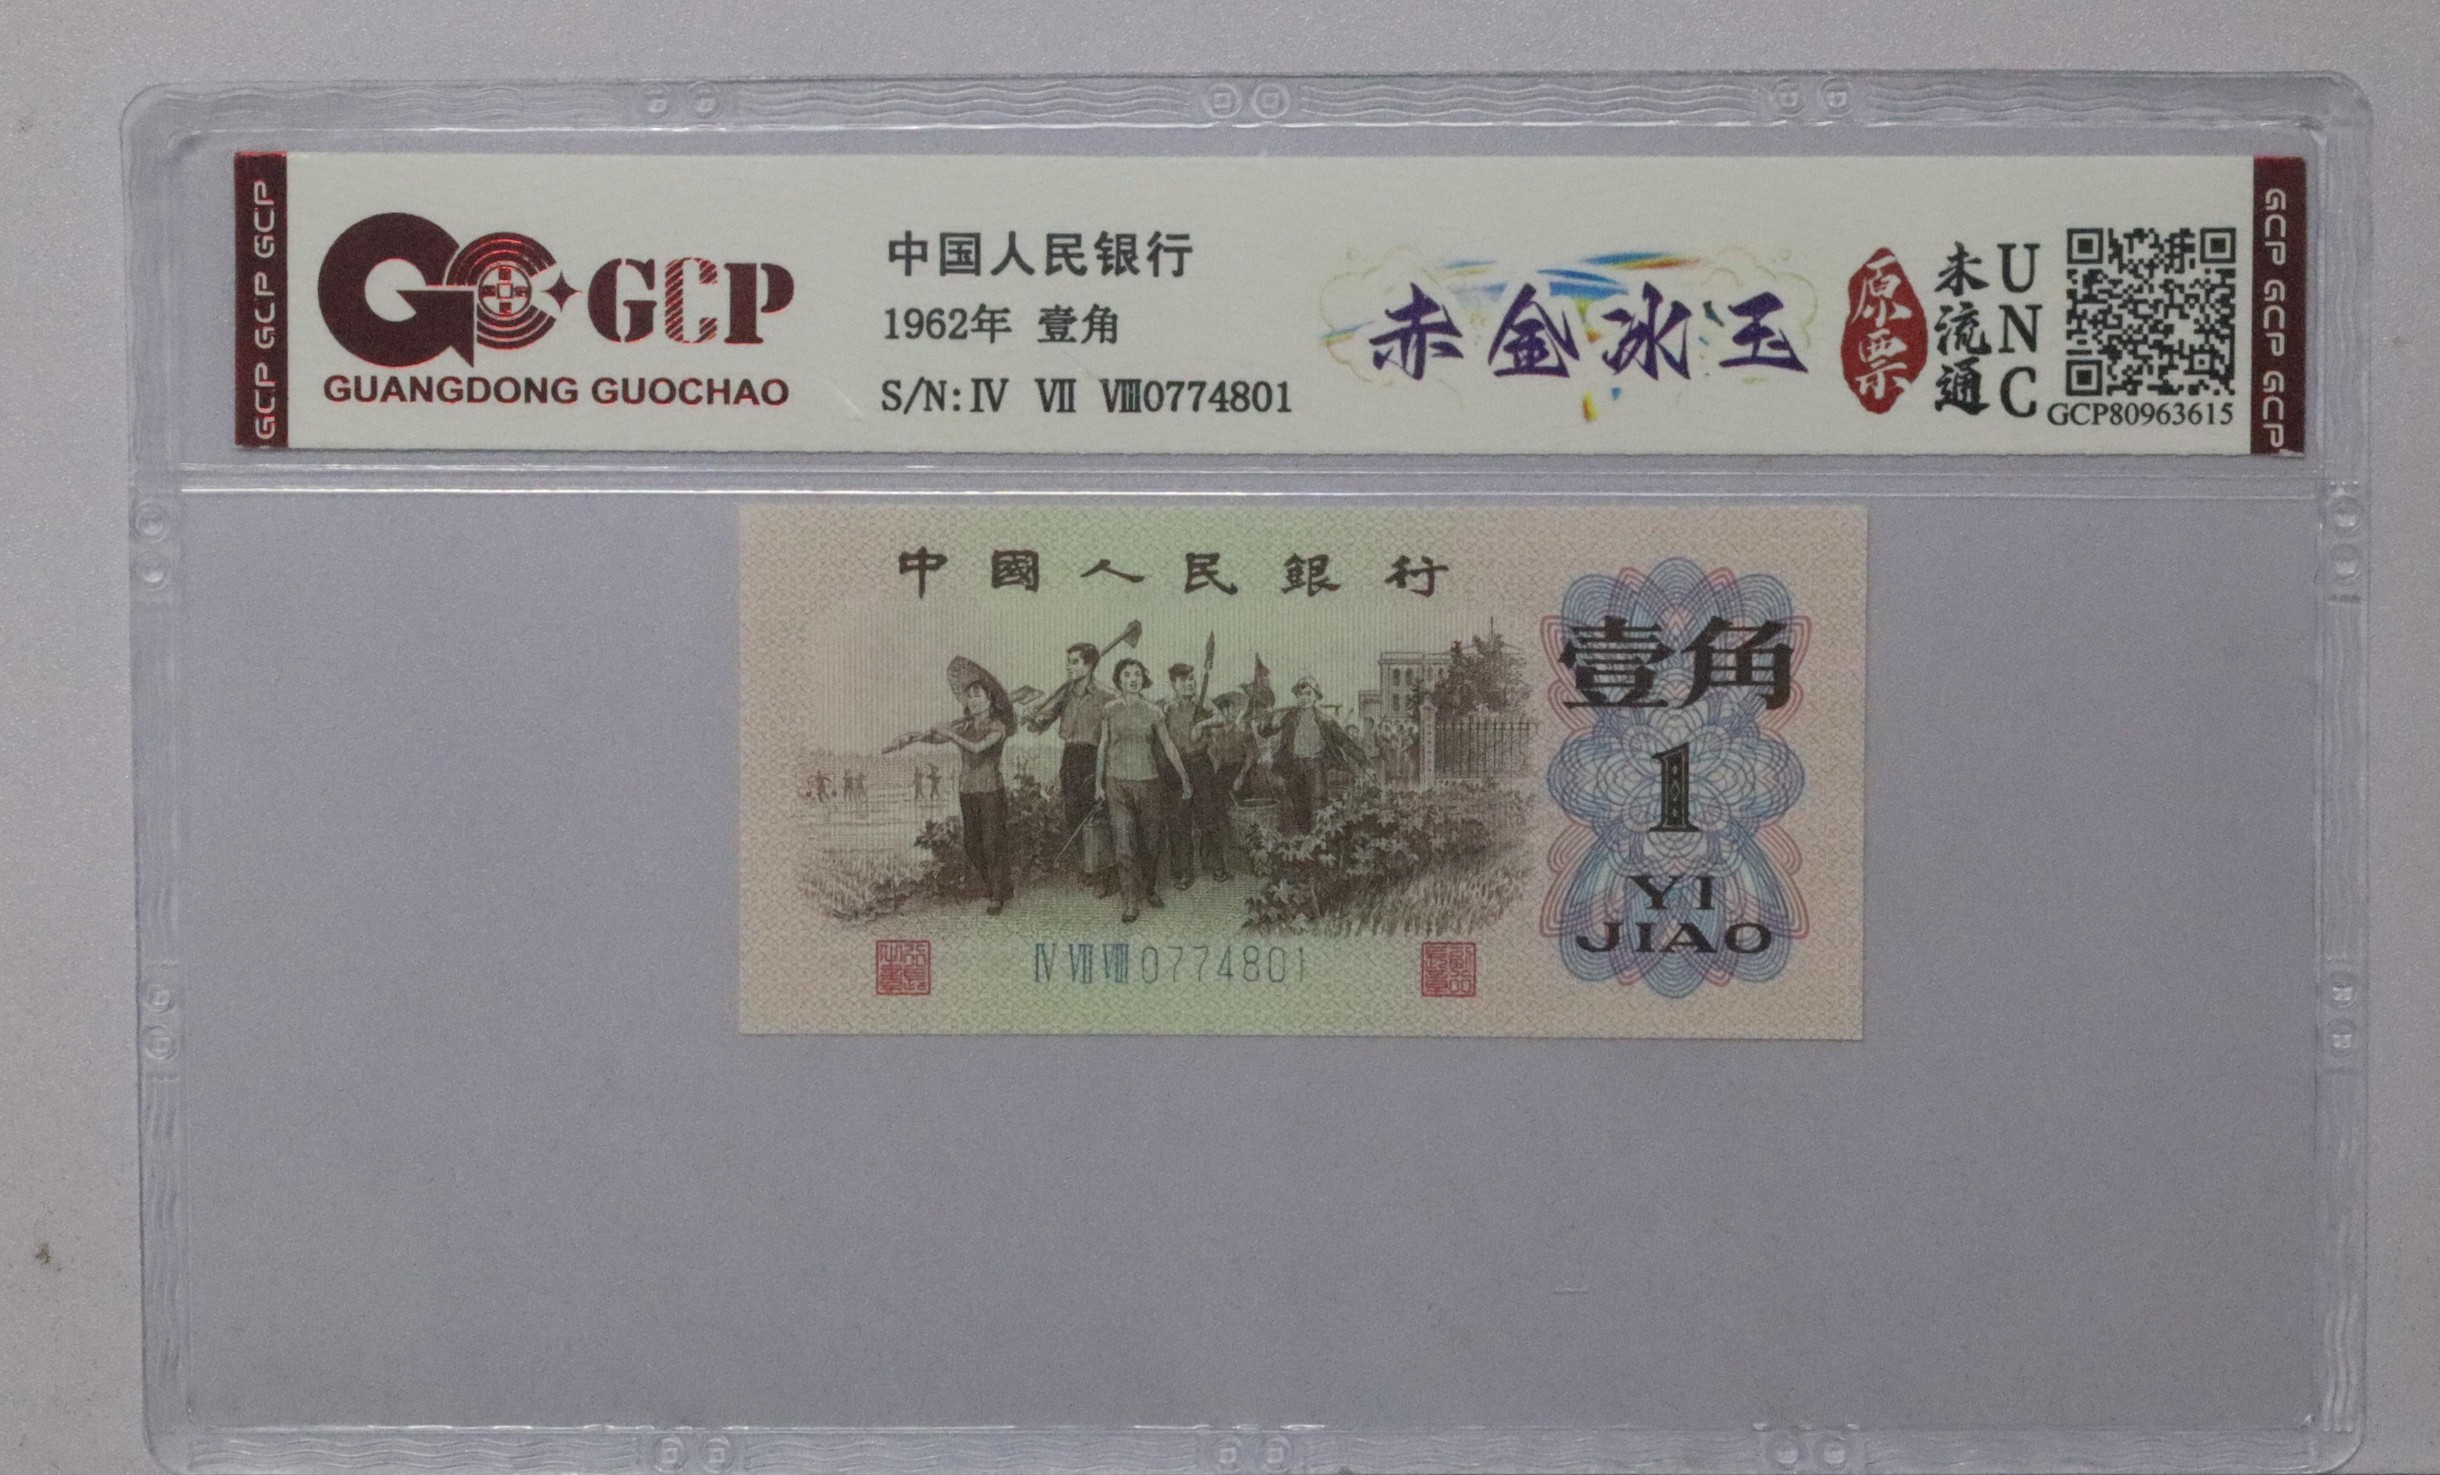 GCP GCP GCP
GCP
GUANGDONG GUOCHAO
中国人民银行
1962年 壹角
S/N: Ⅳ Ⅶ Ⅷ0774801
赤金冰玉
原票
未流通
UNC
GCP80963615
GCP GCP GCP
中國人民銀行
壹角
1
YI
JIAO
Ⅳ Ⅶ Ⅷ 0774801